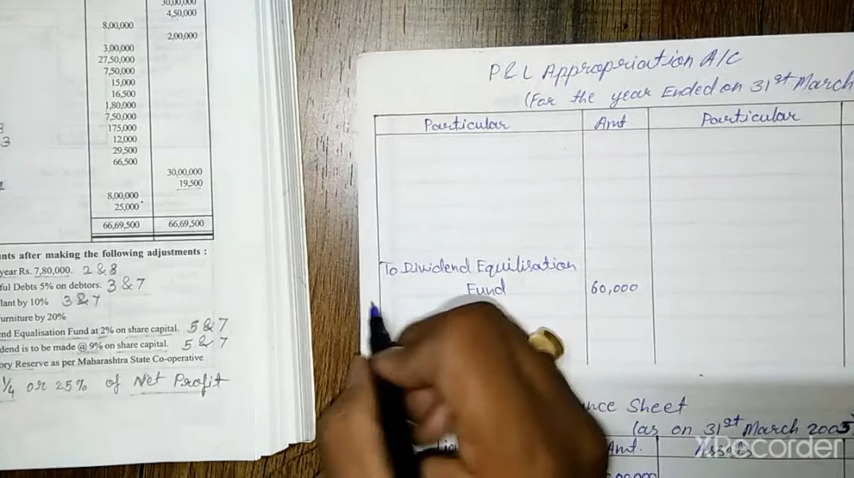 30,00,000
4,50,000
8,00,000
2,00,000
3,00,000
27,50,000
7,50,000
15,000
16,500
1,80,000
7,50,000
175,000
12,000
29,500
66,500
30,00,000
19,500
8,00,000
25,000
66,69,500 66,69,500
nts after making the following adjustments :
year Rs. 7,80,000. 2 & 8
ful Debts 5% on debtors. 3 & 7
lant by 10% 3 & 7
urniture by 20%
nd Equalisation Fund at 2% on share capital. 5 & 7
dend is to be made @ 9% on share capital. 5 & 7
ory Reserve as per Maharashtra State Co-operative
1/4 or 25% of Net Profit
P & L Appropriation A/C
(For the year Ended on 31st March
Particular Amt Particular
To Dividend Equilisation
Fund 60,000
nce Sheet
(as on 31st March 2005
Amt. Assets
XRecorder